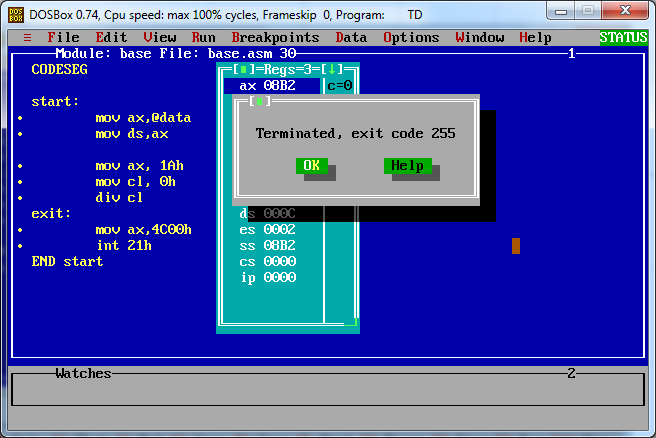 DOSBox 0.74, Cpu speed: max 100% cycles, Frameskip 0, Program: TD
≡ File Edit View Run Breakpoints Data Options Window Help STATUS
Module: base File: base.asm 30 1
CODESEG
start:
mov ax,@data
mov ds,ax
mov ax, 1Ah
mov cl, 0h
div cl
exit:
mov ax,4C00h
int 21h
END start
[■]=Regs=3=[↓]
ax 08B2 c=0
[■]
Terminated, exit code 255
OK Help
ds 000C
es 0002
ss 08B2
cs 0000
ip 0000
Watches 2